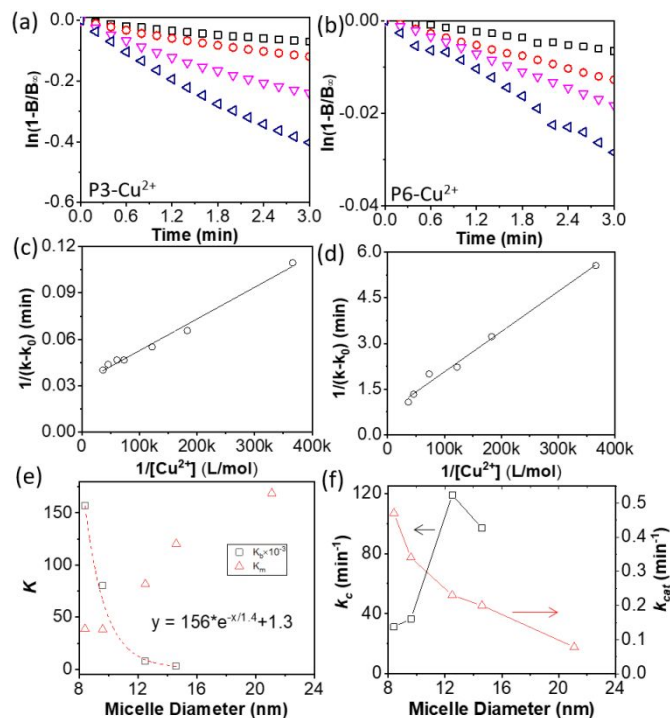 (a)
0.0
-0.2
-0.4
-0.6
ln(1-B/B∞)
P3-Cu²⁺
0.0 0.6 1.2 1.8 2.4 3.0
Time (min)
(b)
0.00
-0.02
-0.04
ln(1-B/B∞)
P6-Cu²⁺
0.0 0.6 1.2 1.8 2.4 3.0
Time (min)
(c)
0.12
0.09
0.06
0.03
0.00
1/(k-k₀) (min)
0 100k 200k 300k 400k
1/[Cu²⁺] (L/mol)
(d)
6.0
4.5
3.0
1.5
0.0
1/(k-k₀) (min)
0 100k 200k 300k 400k
1/[Cu²⁺] (L/mol)
(e)
150
100
50
0
K
K_b×10⁻³
K_m
y = 156*e^(-x/1.4)+1.3
8 12 16 20 24
Micelle Diameter (nm)
(f)
120
80
40
0
k_c (min⁻¹)
0.5
0.4
0.3
0.2
0.1
0.0
k_cat (min⁻¹)
8 12 16 20 24
Micelle Diameter (nm)